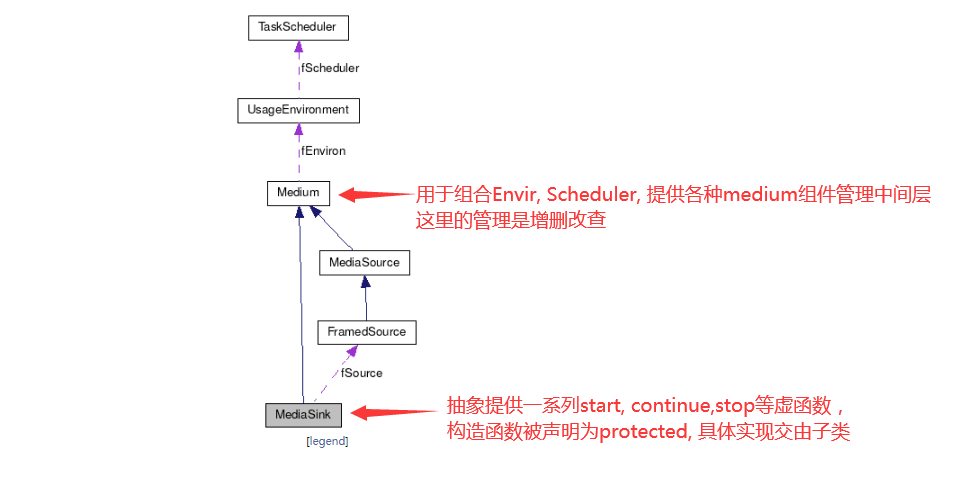 TaskScheduler
fScheduler
UsageEnvironment
fEnviron
Medium
用于组合Envir, Scheduler, 提供各种medium组件管理中间层
这里的管理是增删改查
MediaSource
FramedSource
fSource
MediaSink
抽象提供一系列start, continue,stop等虚函数，
构造函数被声明为protected, 具体实现交由子类
[legend]